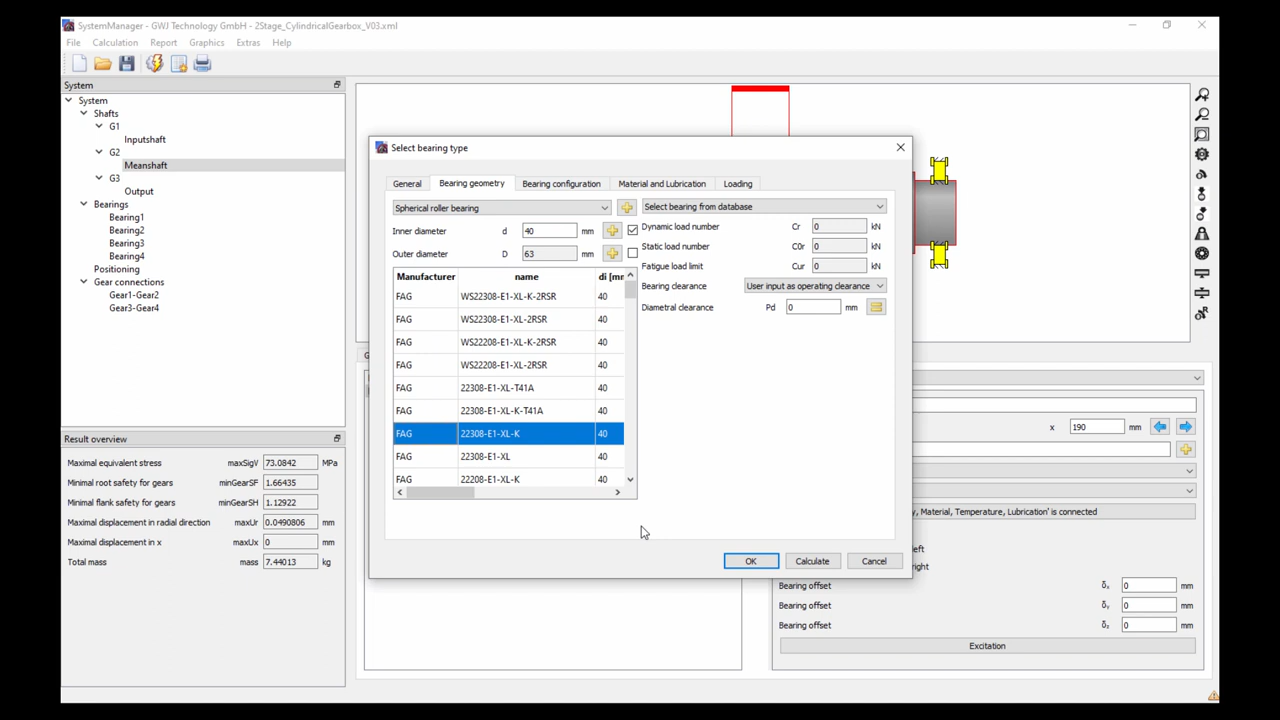 SystemManager - GWJ Technology GmbH - 2Stage_CylindricalGearbox_V03.xml
File Calculation Report Graphics Extras Help
System
System
Shafts
G1
Inputshaft
G2
Meanshaft
G3
Output
Bearings
Bearing1
Bearing2
Bearing3
Bearing4
Positioning
Gear connections
Gear1-Gear2
Gear3-Gear4
Result overview
Maximal equivalent stress maxSigV 73.0842 MPa
Minimal root safety for gears minGearSF 1.66435
Minimal flank safety for gears minGearSH 1.12922
Maximal displacement in radial direction maxUr 0.0490806 mm
Maximal displacement in x maxUx 0 mm
Total mass mass 7.44013 kg
Select bearing type
General Bearing geometry Bearing configuration Material and Lubrication Loading
Spherical roller bearing
Inner diameter d 40 mm
Outer diameter D 63 mm
Manufacturer name di [mm
FAG WS22308-E1-XL-K-2RSR 40
FAG WS22308-E1-XL-2RSR 40
FAG WS22208-E1-XL-K-2RSR 40
FAG WS22208-E1-XL-2RSR 40
FAG 22308-E1-XL-T41A 40
FAG 22308-E1-XL-K-T41A 40
FAG 22308-E1-XL-K 40
FAG 22308-E1-XL 40
FAG 22208-E1-XL-K 40
Select bearing from database
Dynamic load number Cr 0 kN
Static load number C0r 0 kN
Fatigue load limit Cur 0 kN
Bearing clearance User input as operating clearance
Diametral clearance Pd 0 mm
OK Calculate Cancel
x 190 mm
y, Material, Temperature, Lubrication' is connected
left
right
Bearing offset δx 0 mm
Bearing offset δy 0 mm
Bearing offset δz 0 mm
Excitation